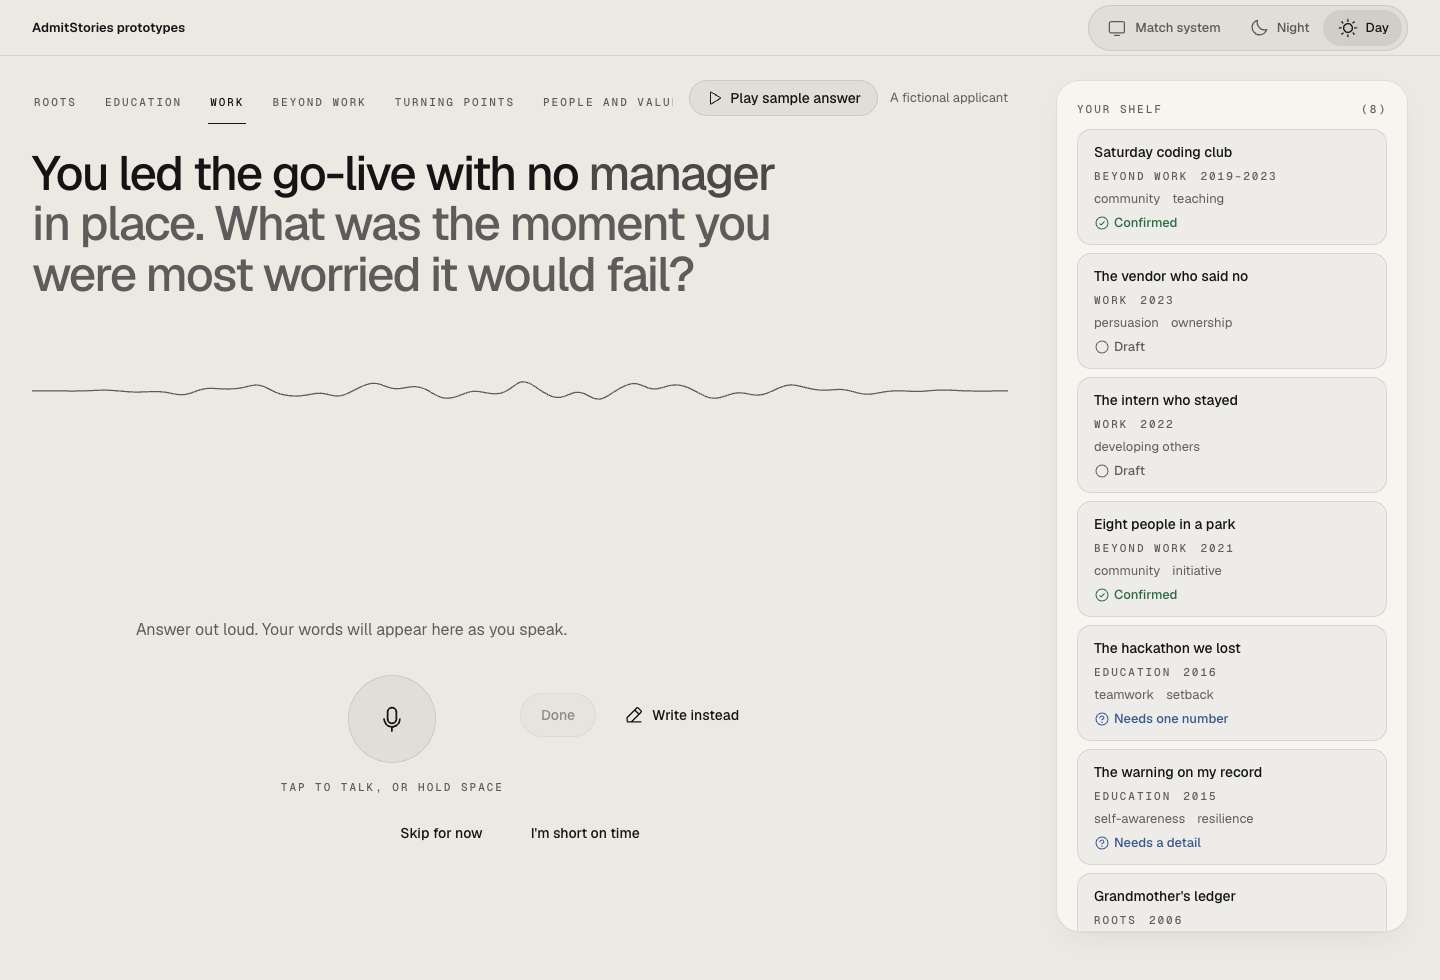 AdmitStories prototypes
Match system
Night
Day
ROOTS
EDUCATION
WORK
BEYOND WORK
TURNING POINTS
PEOPLE AND VALU
Play sample answer
A fictional applicant
You led the go-live with no manager
in place. What was the moment you
were most worried it would fail?
Answer out loud. Your words will appear here as you speak.
Done
Write instead
TAP TO TALK, OR HOLD SPACE
Skip for now
I'm short on time
YOUR SHELF
(8)
Saturday coding club
BEYOND WORK 2019–2023
community teaching
Confirmed
The vendor who said no
WORK 2023
persuasion ownership
Draft
The intern who stayed
WORK 2022
developing others
Draft
Eight people in a park
BEYOND WORK 2021
community initiative
Confirmed
The hackathon we lost
EDUCATION 2016
teamwork setback
Needs one number
The warning on my record
EDUCATION 2015
self-awareness resilience
Needs a detail
Grandmother's ledger
ROOTS 2006